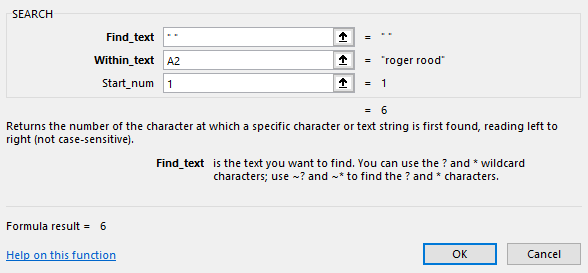 SEARCH
Find_text " " = " "
Within_text A2 = "roger rood"
Start_num 1 = 1
= 6
Returns the number of the character at which a specific character or text string is first found, reading left to
right (not case-sensitive).
Find_text is the text you want to find. You can use the ? and * wildcard
characters; use ~? and ~* to find the ? and * characters.
Formula result = 6
Help on this function OK Cancel